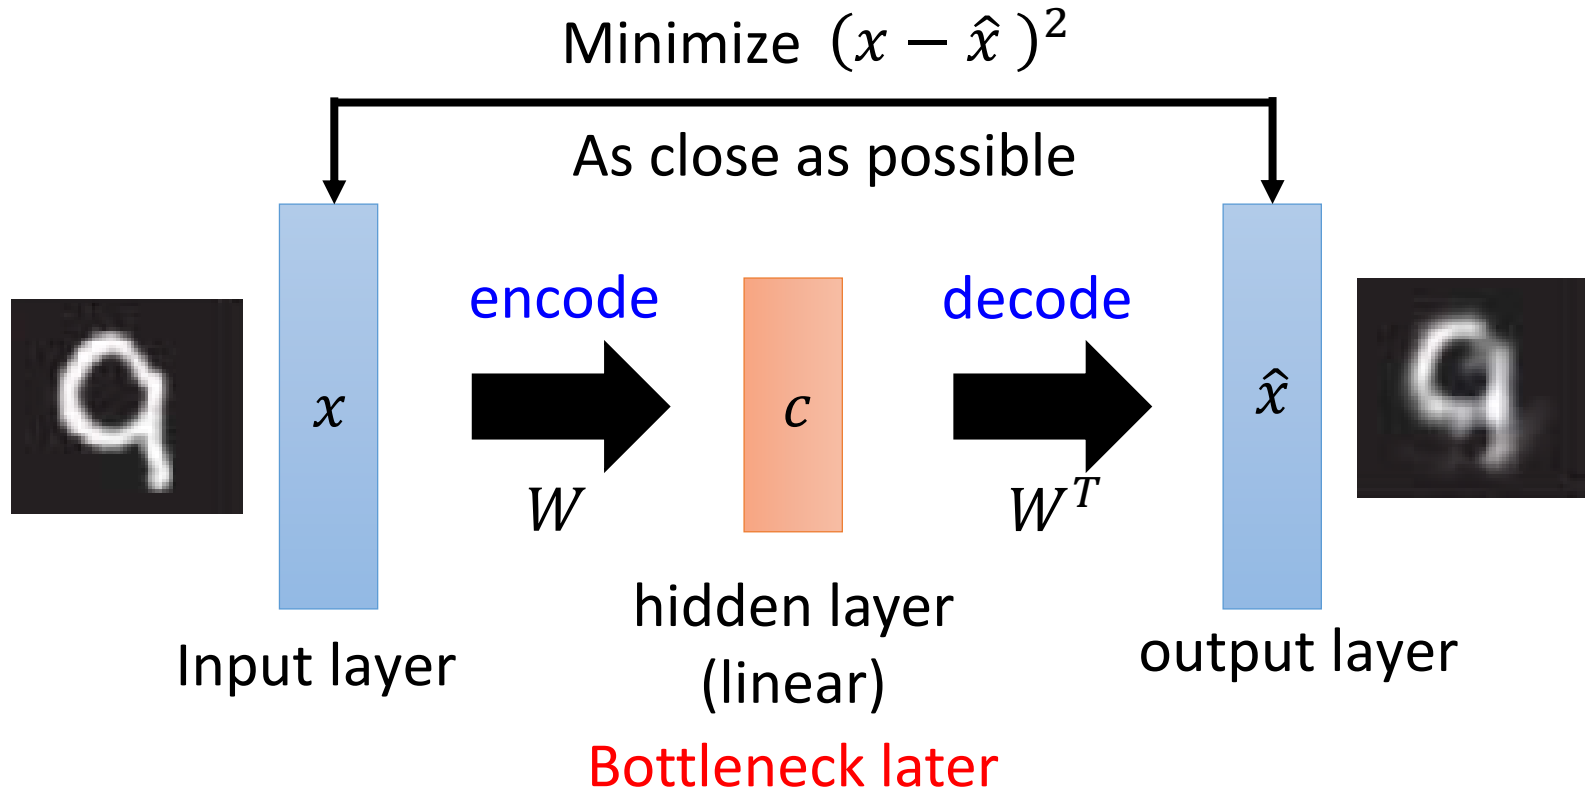 Minimize (x − x̂ )²
As close as possible
encode
decode
x
c
x̂
W
Wᵀ
Input layer
hidden layer
(linear)
output layer
Bottleneck later